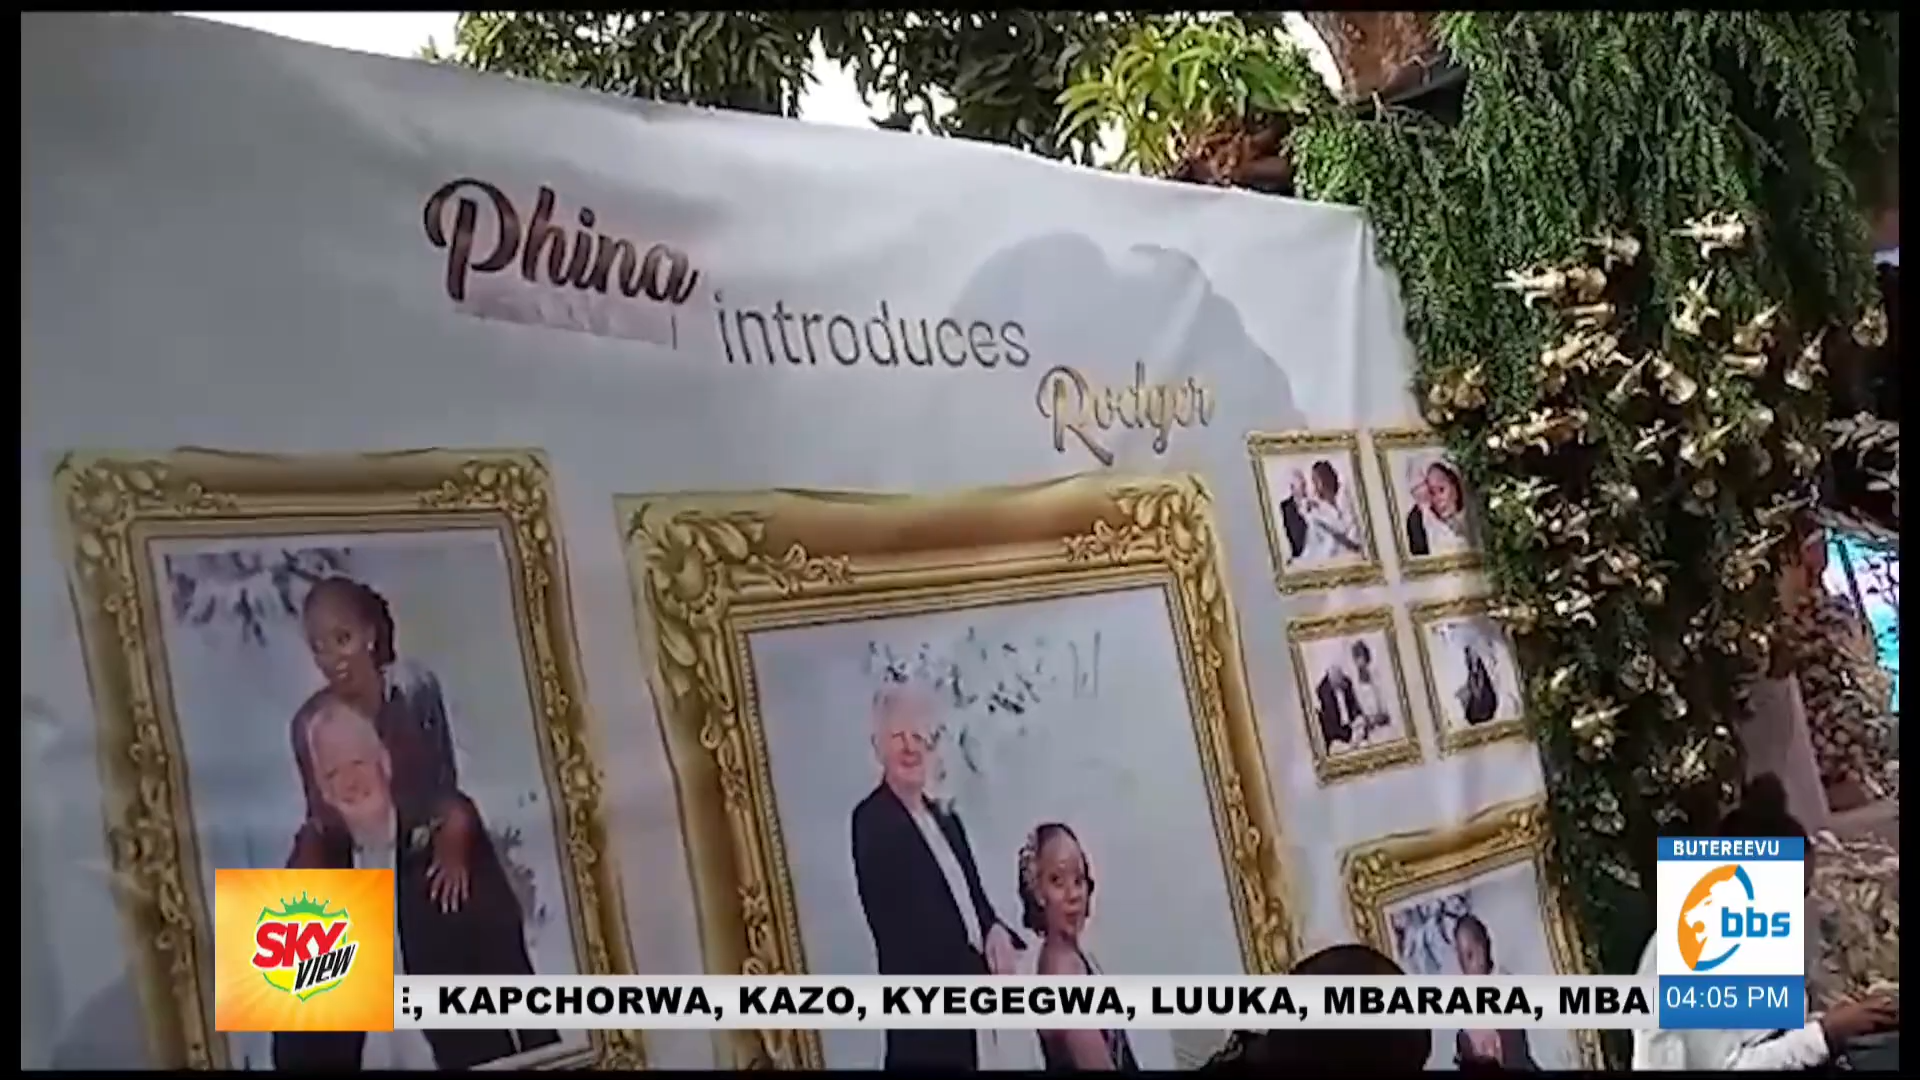 Phina
introduces
Rodger
BUTEREEVU
bbs
SKY
VIEW
E, KAPCHORWA, KAZO, KYEGEGWA, LUUKA, MBARARA, MBA
04:05 PM